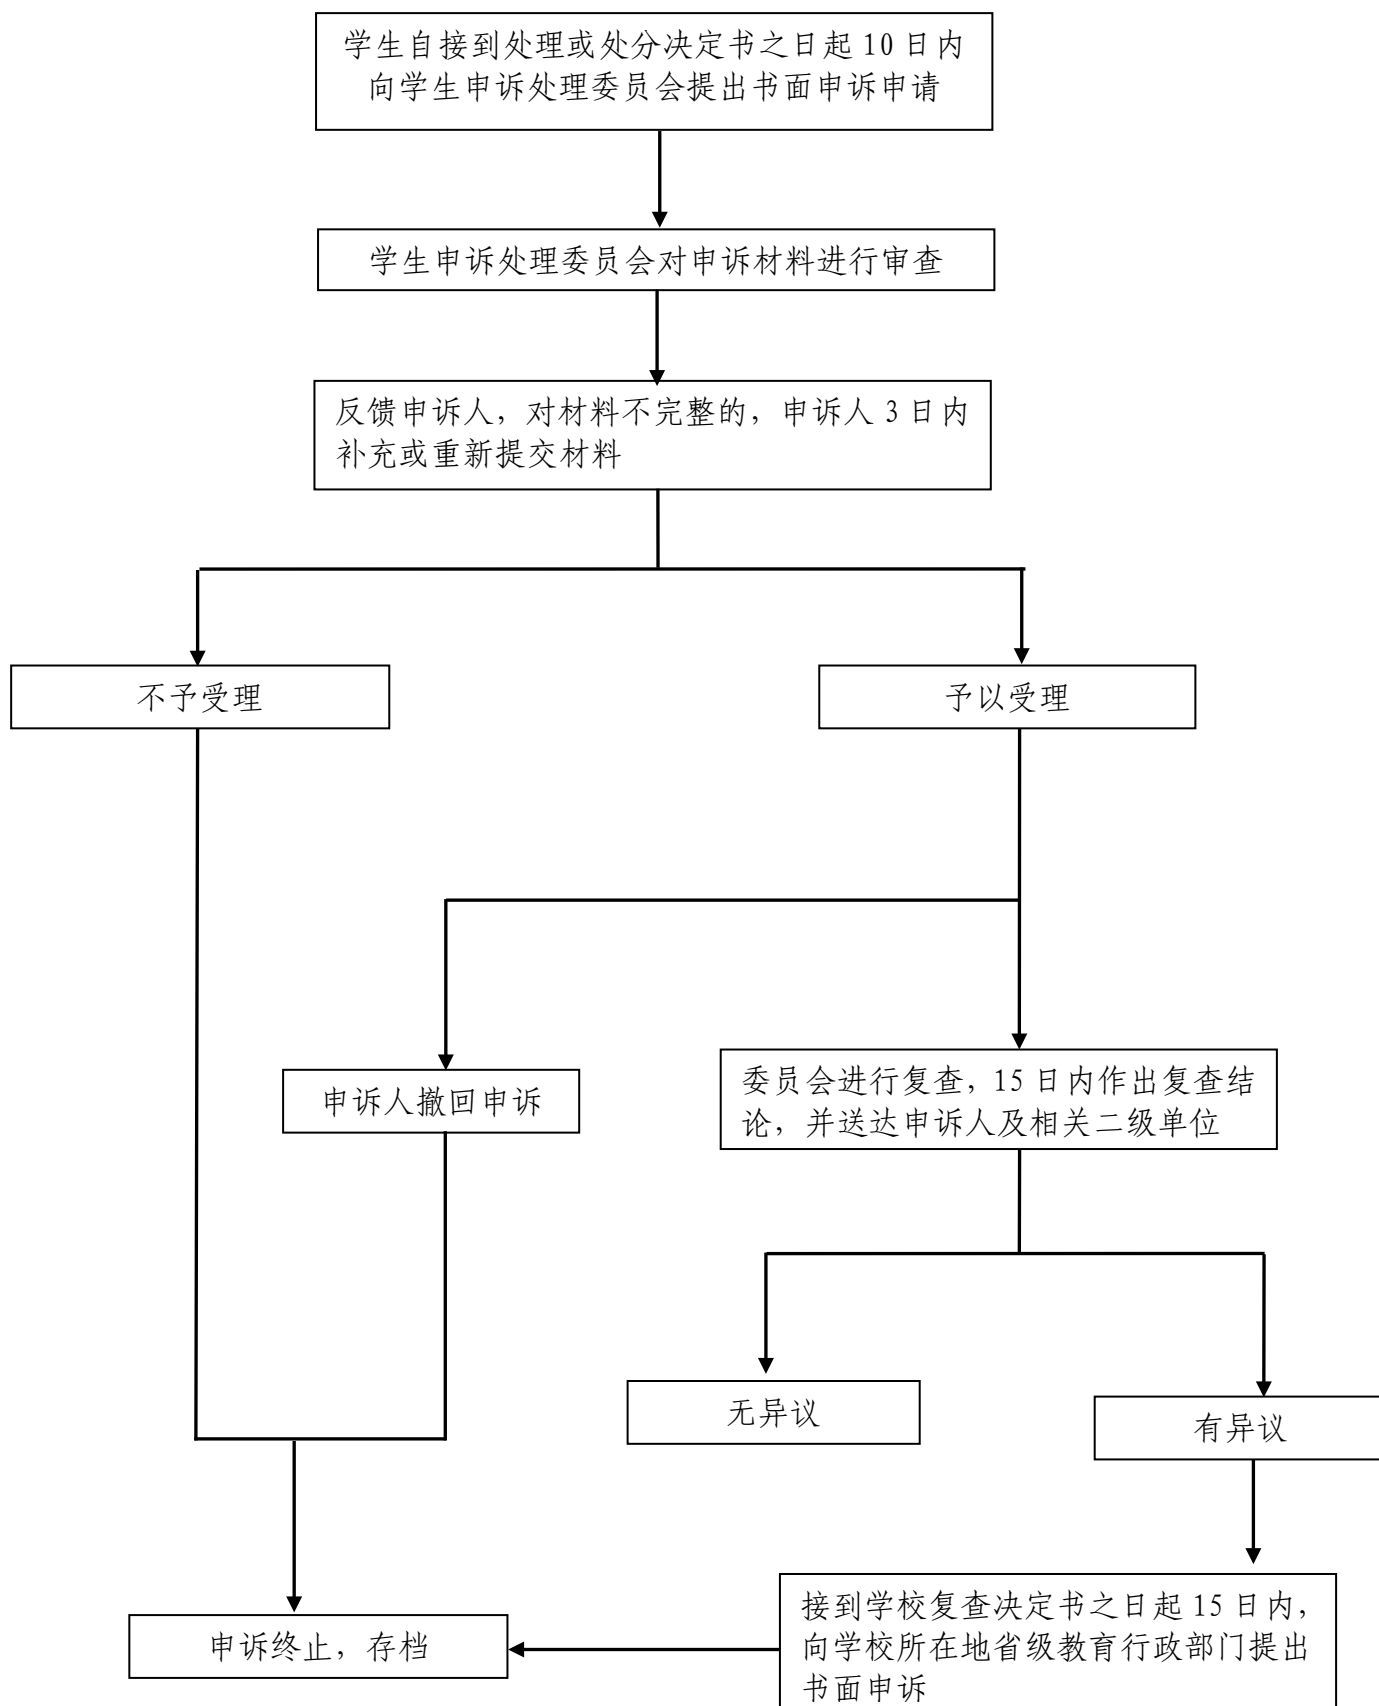 学生自接到处理或处分决定书之日起 10 日内
向学生申诉处理委员会提出书面申诉申请
学生申诉处理委员会对申诉材料进行审查
反馈申诉人，对材料不完整的，申诉人 3 日内
补充或重新提交材料
不予受理
予以受理
申诉人撤回申诉
委员会进行复查，15 日内作出复查结
论，并送达申诉人及相关二级单位
无异议
有异议
申诉终止，存档
接到学校复查决定书之日起 15 日内，
向学校所在地省级教育行政部门提出
书面申诉